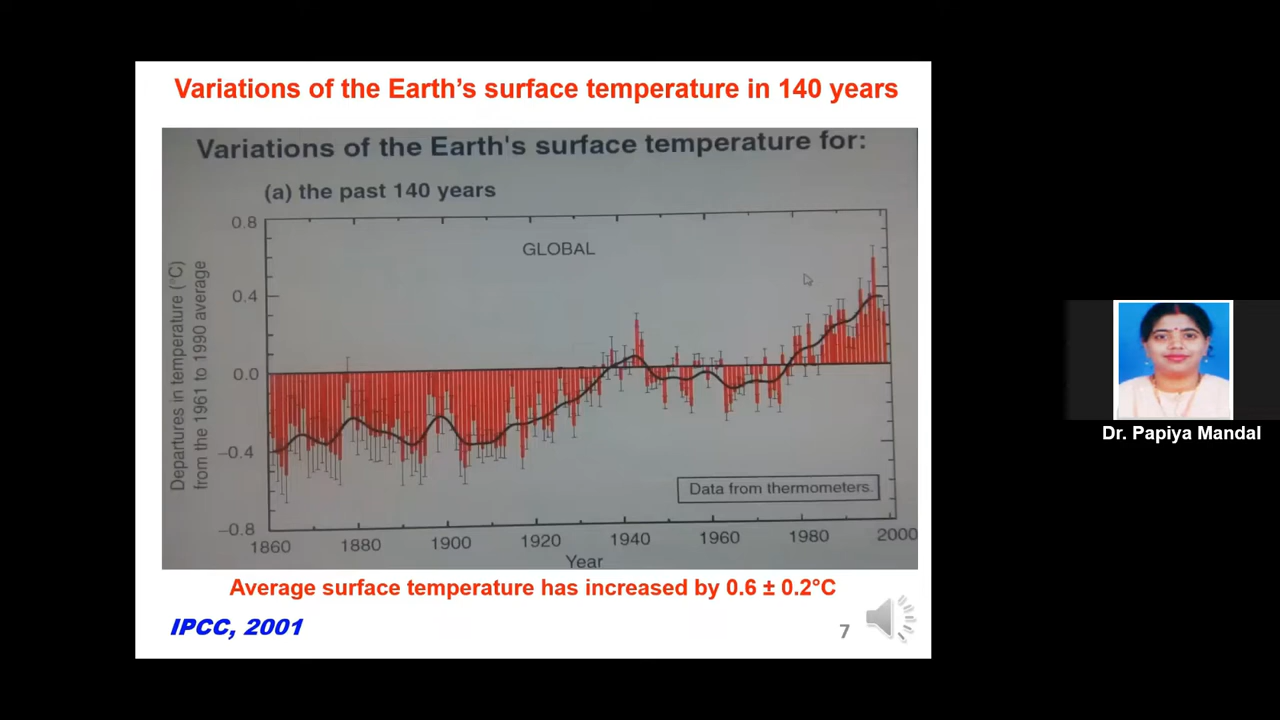 Variations of the Earth's surface temperature in 140 years
Variations of the Earth's surface temperature for:
(a) the past 140 years
GLOBAL
Departures in temperature (°C)
from the 1961 to 1990 average
0.8
0.4
0.0
−0.4
−0.8
Data from thermometers.
1860 1880 1900 1920 1940 1960 1980 2000
Year
Average surface temperature has increased by 0.6 ± 0.2°C
IPCC, 2001
7
Dr. Papiya Mandal